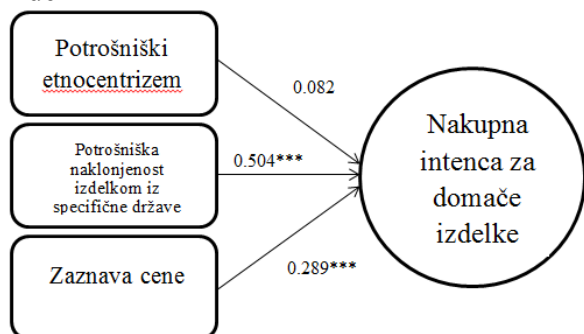 Potrošniški
etnocentrizem
0.082
Potrošniška
naklonjenost
izdelkom iz
specifične države
0.504***
Zaznava cene
0.289***
Nakupna
intenca za
domače
izdelke